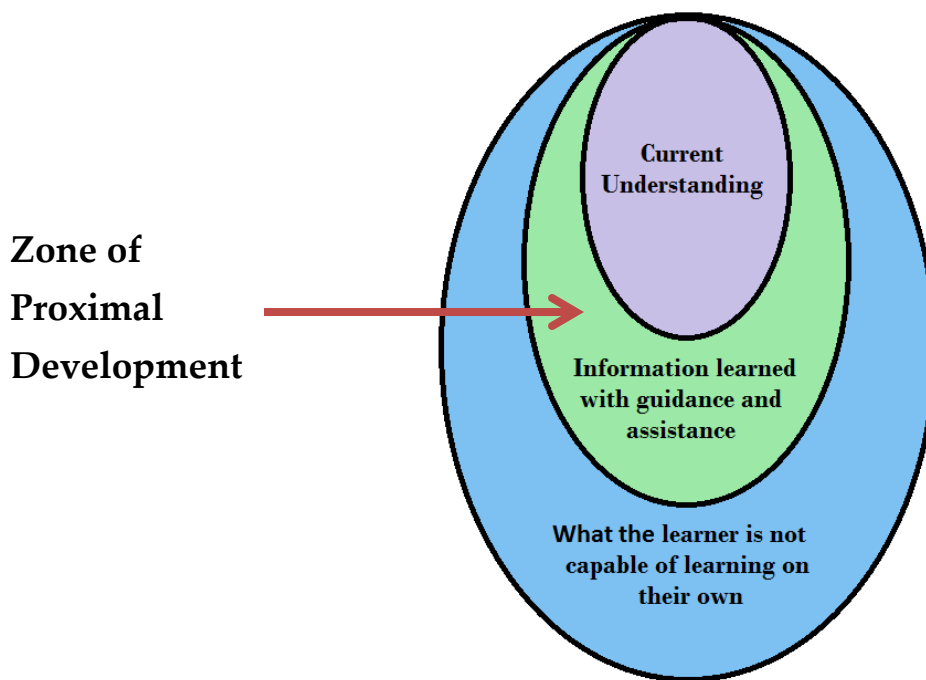 Zone of
Proximal
Development
Current
Understanding
Information learned
with guidance and
assistance
What the learner is not
capable of learning on
their own